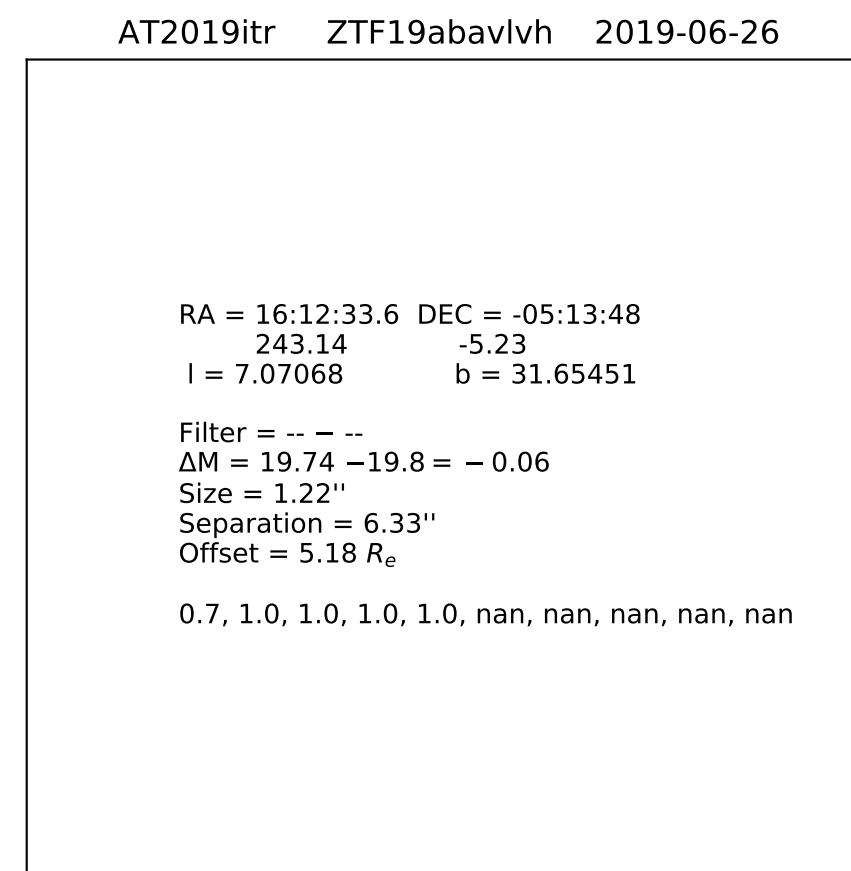 AT2019itr ZTF19abavlvh 2019-06-26
RA = 16:12:33.6 DEC = -05:13:48
243.14 -5.23
l = 7.07068 b = 31.65451
Filter = -- − --
ΔM = 19.74 −19.8 = − 0.06
Size = 1.22''
Separation = 6.33''
Offset = 5.18 Re
0.7, 1.0, 1.0, 1.0, 1.0, nan, nan, nan, nan, nan